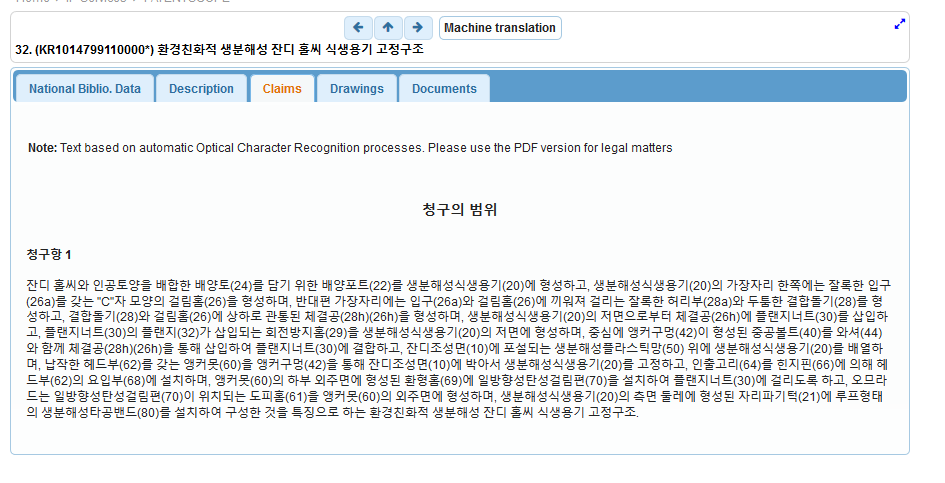 Machine translation
32. (KR1014799110000*) 환경친화적 생분해성 잔디 홀씨 식생용기 고정구조
National Biblio. Data Description Claims Drawings Documents
Note: Text based on automatic Optical Character Recognition processes. Please use the PDF version for legal matters
청구의 범위
청구항 1
잔디 홀씨와 인공토양을 배합한 배양토(24)를 담기 위한 배양포트(22)를 생분해성식생용기(20)에 형성하고, 생분해성식생용기(20)의 가장자리 한쪽에는 잘록한 입구
(26a)를 갖는 "C"자 모양의 걸림홈(26)을 형성하며, 반대편 가장자리에는 입구(26a)와 걸림홈(26)에 끼워져 걸리는 잘록한 허리부(28a)와 두툼한 결합돌기(28)를 형
성하고, 결합돌기(28)와 걸림홈(26)에 상하로 관통된 체결공(28h)(26h)을 형성하며, 생분해성식생용기(20)의 저면으로부터 체결공(26h)에 플랜지너트(30)를 삽입하
고, 플랜지너트(30)의 플랜지(32)가 삽입되는 회전방지홈(29)을 생분해성식생용기(20)의 저면에 형성하며, 중심에 앵커구멍(42)이 형성된 중공볼트(40)를 와셔(44)
와 함께 체결공(28h)(26h)을 통해 삽입하여 플랜지너트(30)에 결합하고, 잔디조성면(10)에 포설되는 생분해성플라스틱망(50) 위에 생분해성식생용기(20)를 배열하
며, 납작한 헤드부(62)를 갖는 앵커못(60)을 앵커구멍(42)을 통해 잔디조성면(10)에 박아서 생분해성식생용기(20)를 고정하고, 인출고리(64)를 힌지핀(66)에 의해 헤
드부(62)의 요입부(68)에 설치하며, 앵커못(60)의 하부 외주면에 형성된 환형홈(69)에 일방향성탄성걸림편(70)을 설치하여 플랜지너트(30)에 걸리도록 하고, 오므라
드는 일방향성탄성걸림편(70)이 위치되는 도피홈(61)을 앵커못(60)의 외주면에 형성하며, 생분해성식생용기(20)의 측면 둘레에 형성된 자리파기턱(21)에 루프형태
의 생분해성타공밴드(80)를 설치하여 구성한 것을 특징으로 하는 환경친화적 생분해성 잔디 홀씨 식생용기 고정구조.